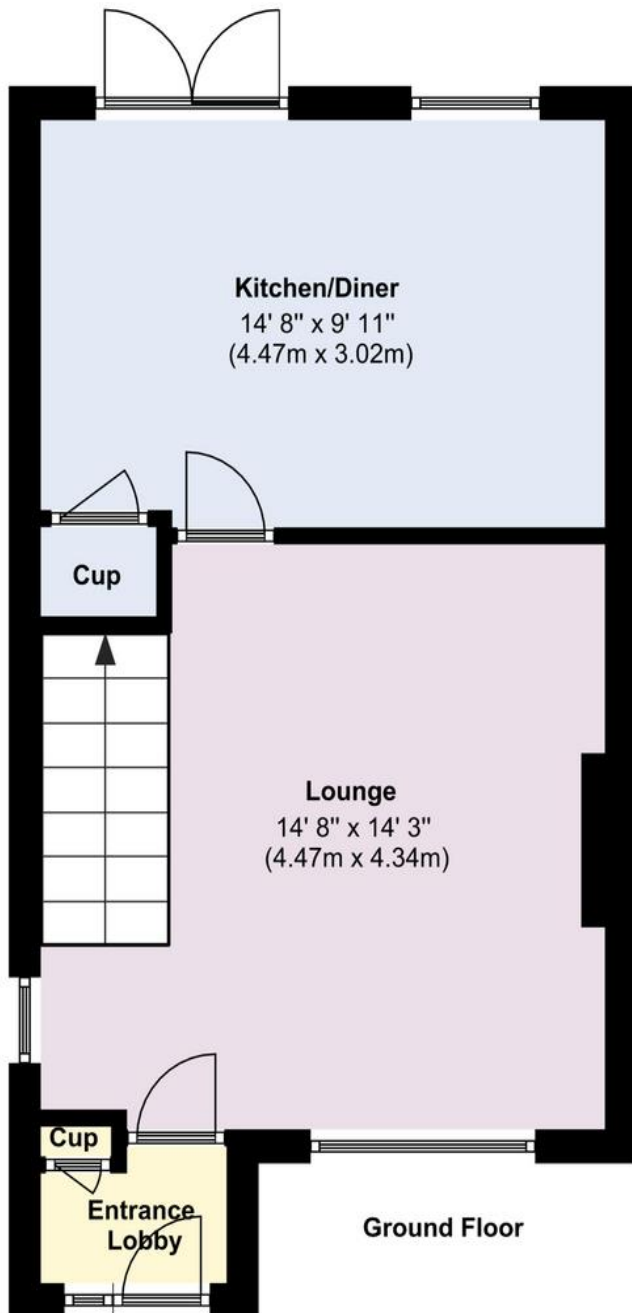 Kitchen/Diner
14' 8" x 9' 11"
(4.47m x 3.02m)
Cup
Lounge
14' 8" x 14' 3"
(4.47m x 4.34m)
Cup
Entrance
Lobby
Ground Floor